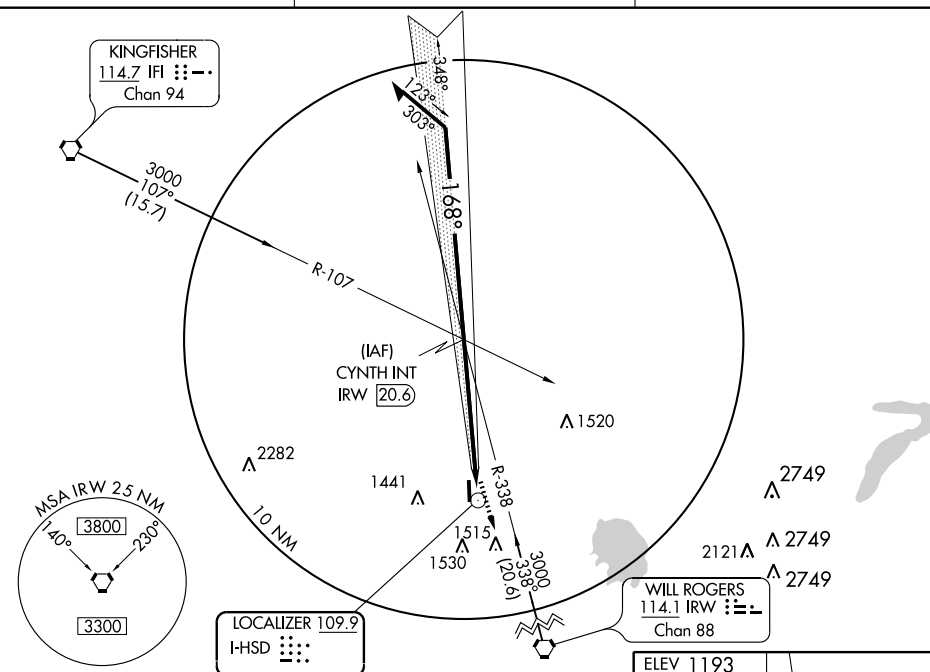 KINGFISHER
114.7 IFI
Chan 94
348°
123°
303°
168°
3000
107°
(15.7)
R-107
(IAF)
CYNTH INT
IRW 20.6
1520
2282
1441
R-338
10 NM
1515
1530
(20.6)
3000
338°
2749
2121
2749
2749
MSA IRW 25 NM
3800
140°
230°
3300
LOCALIZER 109.9
I-HSD
WILL ROGERS
114.1 IRW
Chan 88
ELEV 1193